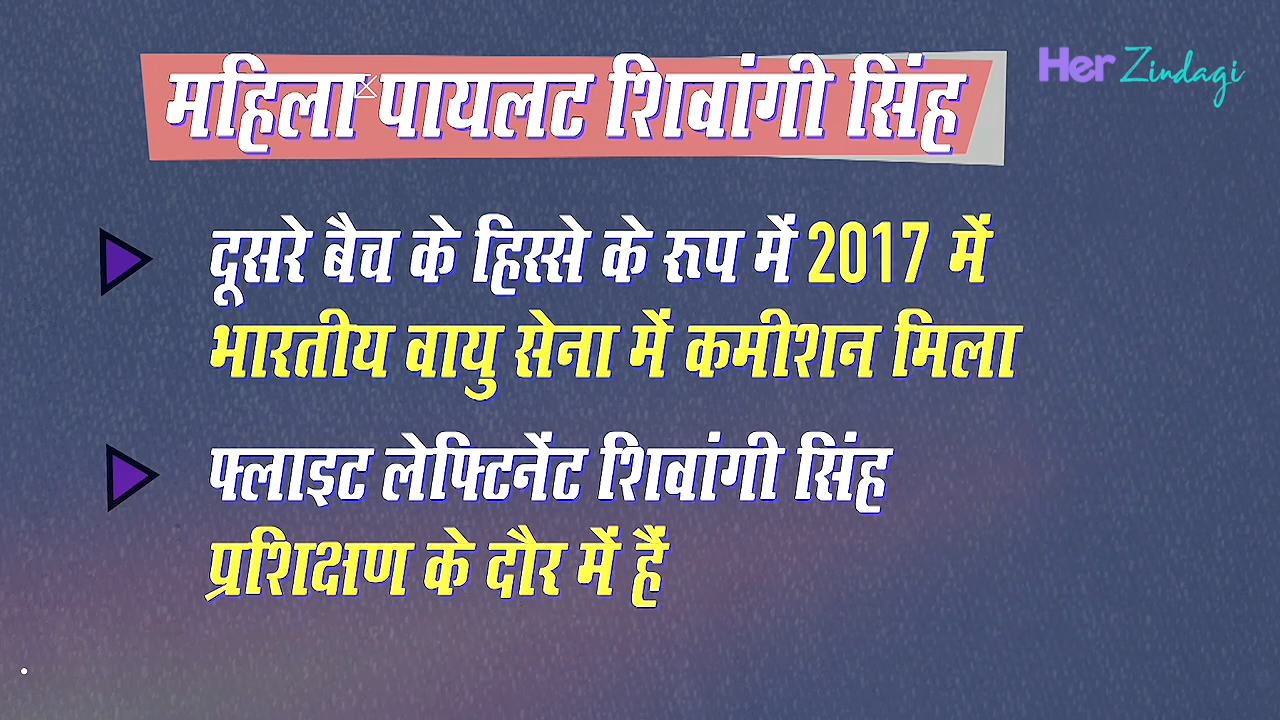 महिला पायलट शिवांगी सिंह
Her Zindagi
दूसरे बैच के हिस्से के रूप में 2017 में
भारतीय वायु सेना में कमीशन मिला
फ्लाइट लेफ्टिनेंट शिवांगी सिंह
प्रशिक्षण के दौर में हैं